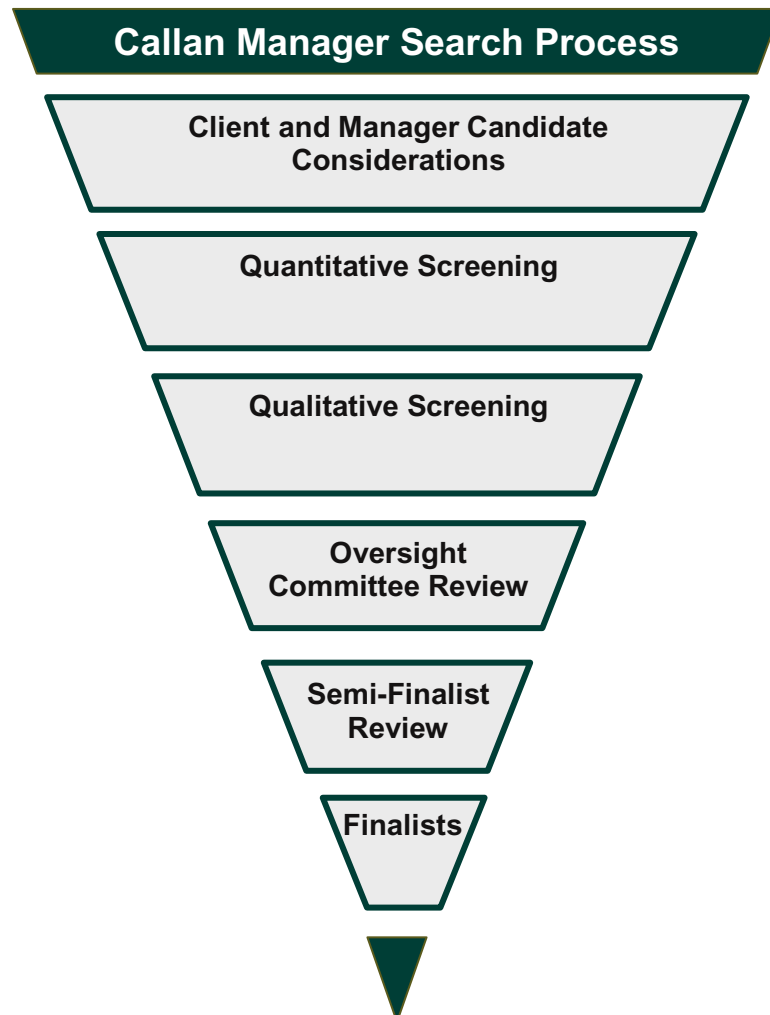 Callan Manager Search Process
Client and Manager Candidate
Considerations
Quantitative Screening
Qualitative Screening
Oversight
Committee Review
Semi-Finalist
Review
Finalists